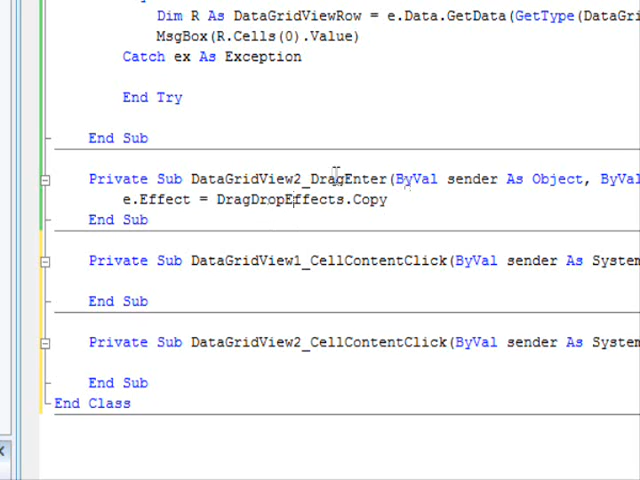 Dim R As DataGridViewRow = e.Data.GetData(GetType(DataGri
MsgBox(R.Cells(0).Value)
Catch ex As Exception
End Try
End Sub
Private Sub DataGridView2_DragEnter(ByVal sender As Object, ByVal
e.Effect = DragDropEffects.Copy
End Sub
Private Sub DataGridView1_CellContentClick(ByVal sender As System
End Sub
Private Sub DataGridView2_CellContentClick(ByVal sender As System
End Sub
End Class